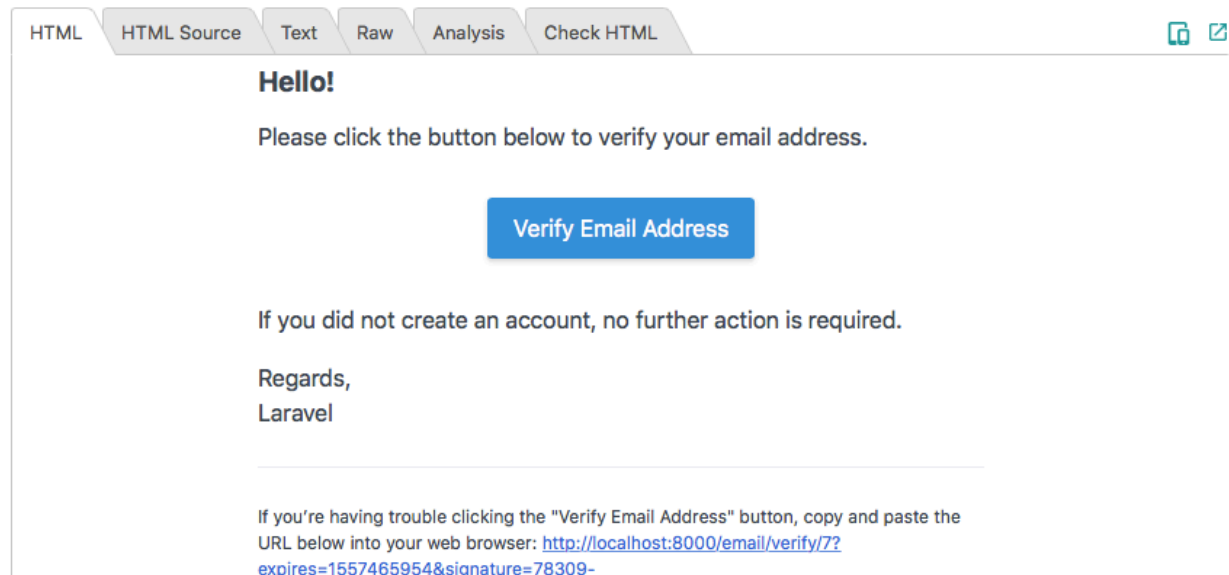 HTML HTML Source Text Raw Analysis Check HTML
Hello!
Please click the button below to verify your email address.
Verify Email Address
If you did not create an account, no further action is required.
Regards,
Laravel
If you’re having trouble clicking the "Verify Email Address" button, copy and paste the
URL below into your web browser: http://localhost:8000/email/verify/7?
expires=1557465954&signature=78309-